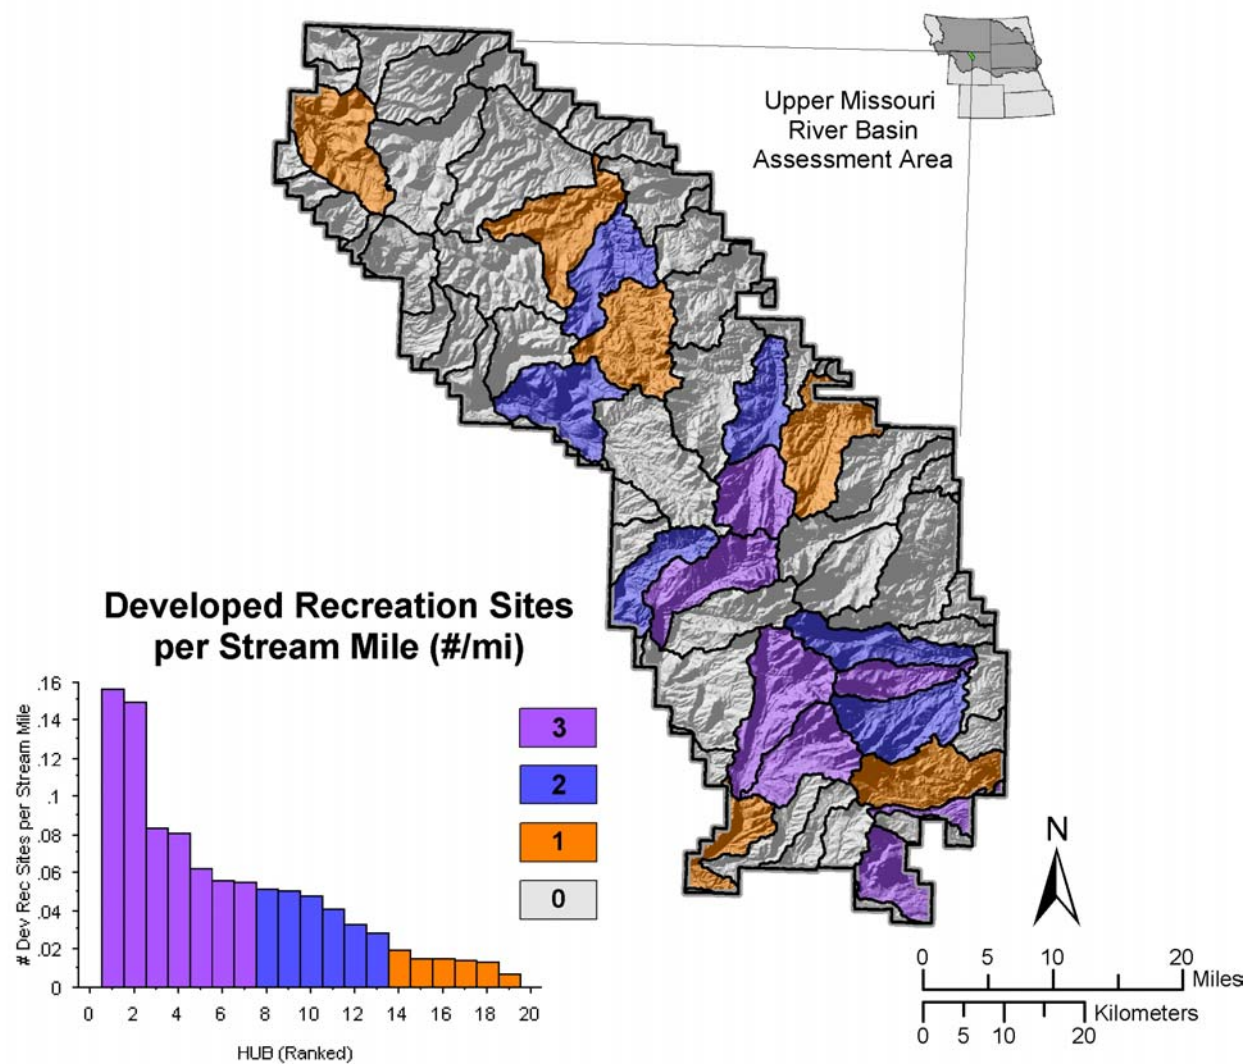 Upper Missouri
River Basin
Assessment Area
Developed Recreation Sites
per Stream Mile (#/mi)
# Dev Rec Sites per Stream Mile
.16
.14
.12
.1
.08
.06
.04
.02
0
0 2 4 6 8 10 12 14 16 18 20
HUB (Ranked)
3
2
1
0
N
0 5 10 20
Miles
Kilometers
0 5 10 20